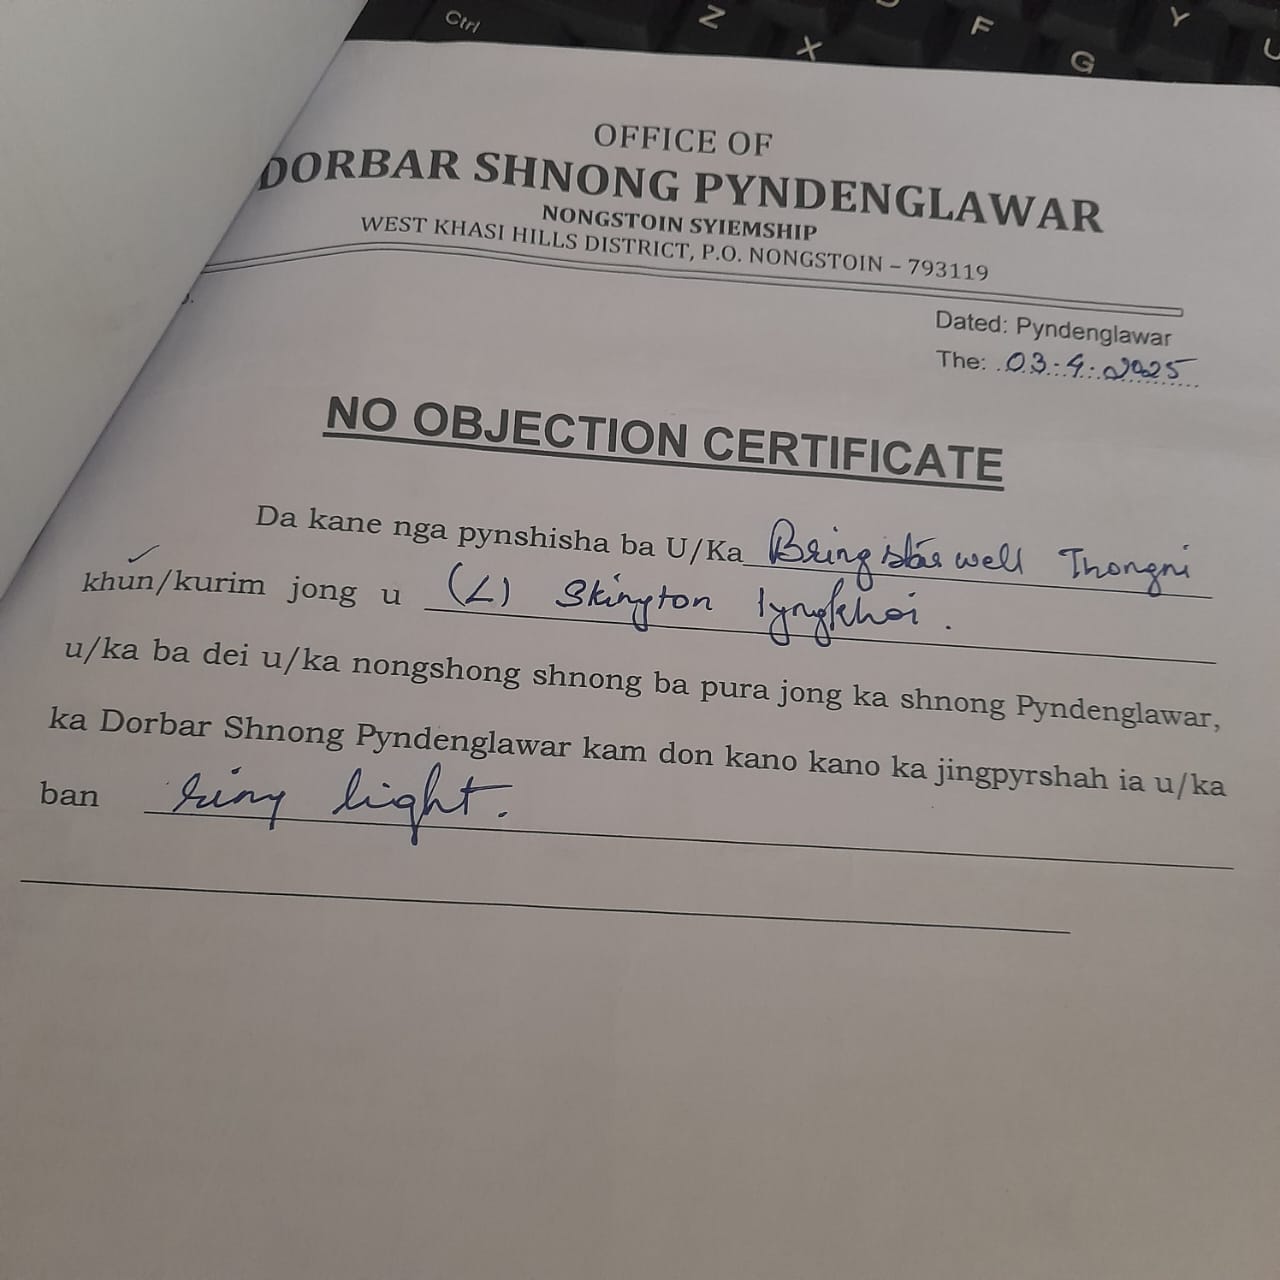 Ctrl Z X F G Y
OFFICE OF
DORBAR SHNONG PYNDENGLAWAR
NONGSTOIN SYIEMSHIP
WEST KHASI HILLS DISTRICT, P.O. NONGSTOIN – 793119
Dated: Pyndenglawar
The: 03.4.2025
NO OBJECTION CERTIFICATE
Da kane nga pynshisha ba U/Ka Bringstarwell Thongni
khun/kurim jong u (L) Skington lyngkhoi.
u/ka ba dei u/ka nongshong shnong ba pura jong ka shnong Pyndenglawar,
ka Dorbar Shnong Pyndenglawar kam don kano kano ka jingpyrshah ia u/ka
ban ring light.